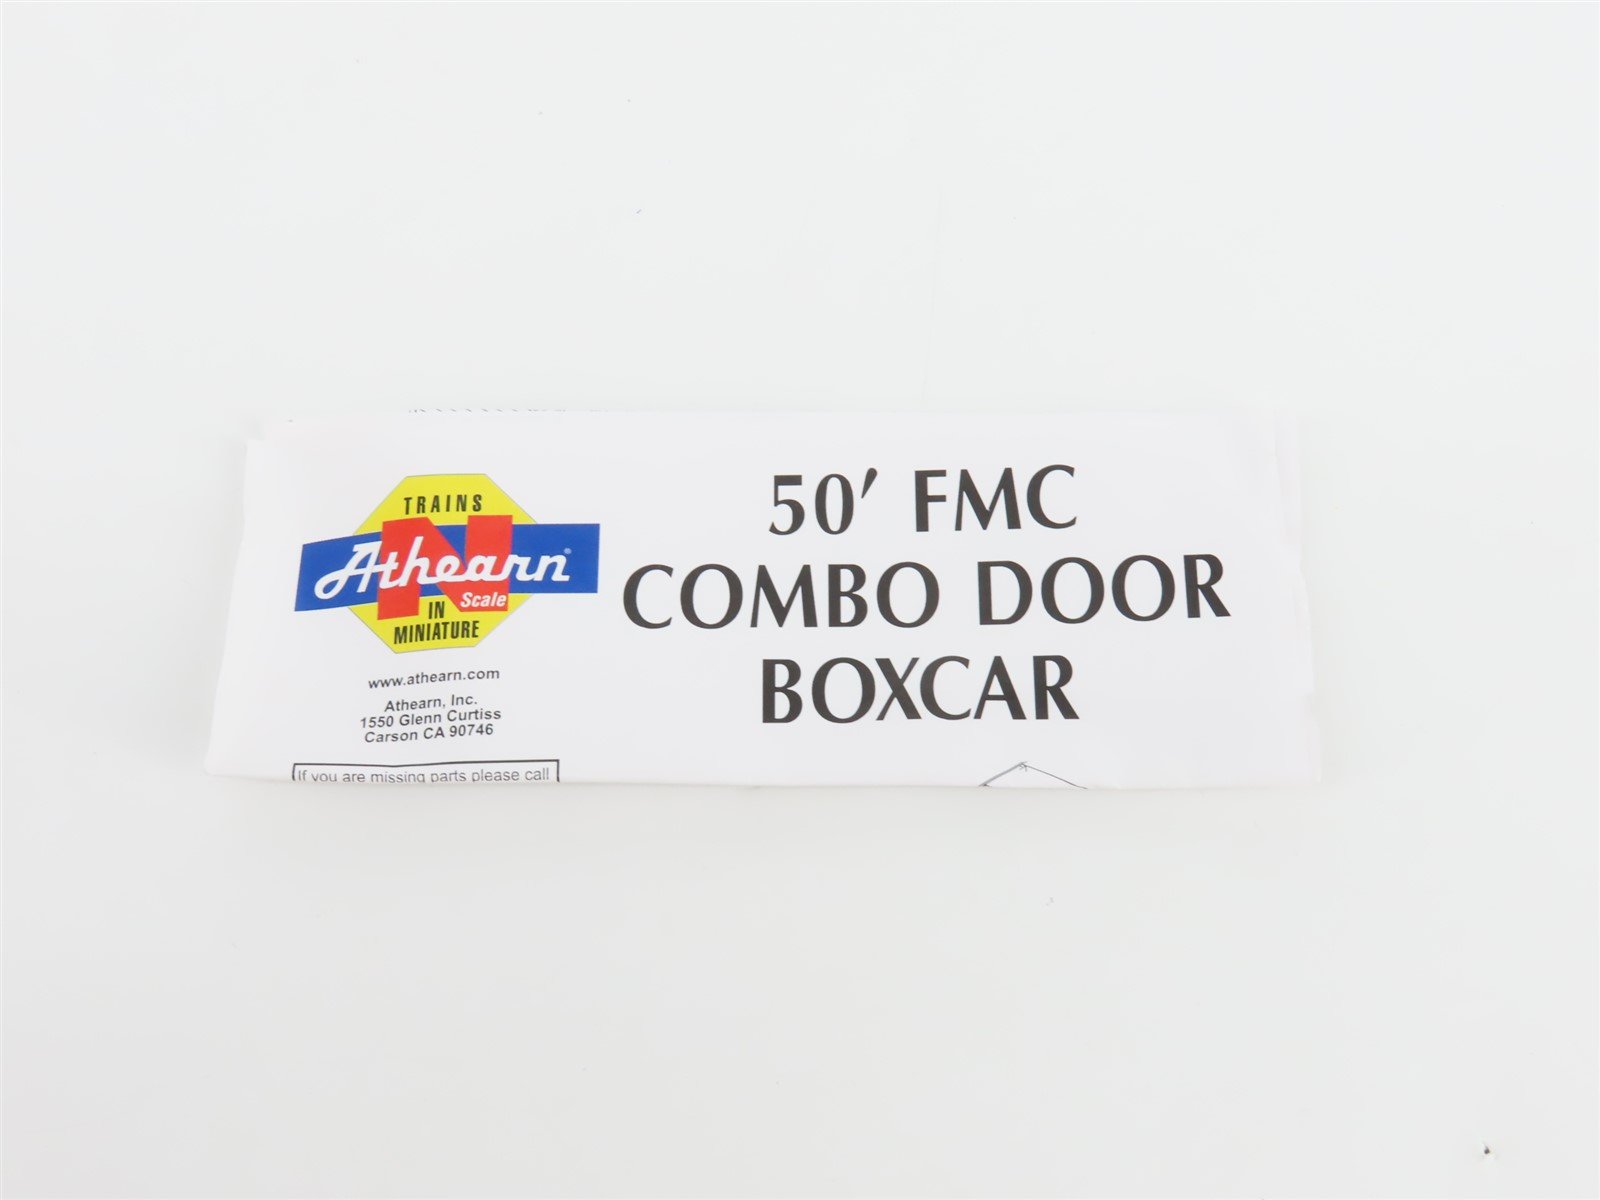 TRAINS
Athearn®
N
Scale
IN
MINIATURE
www.athearn.com
Athearn, Inc.
1550 Glenn Curtiss
Carson CA 90746
If you are missing parts please call
50' FMC
COMBO DOOR
BOXCAR